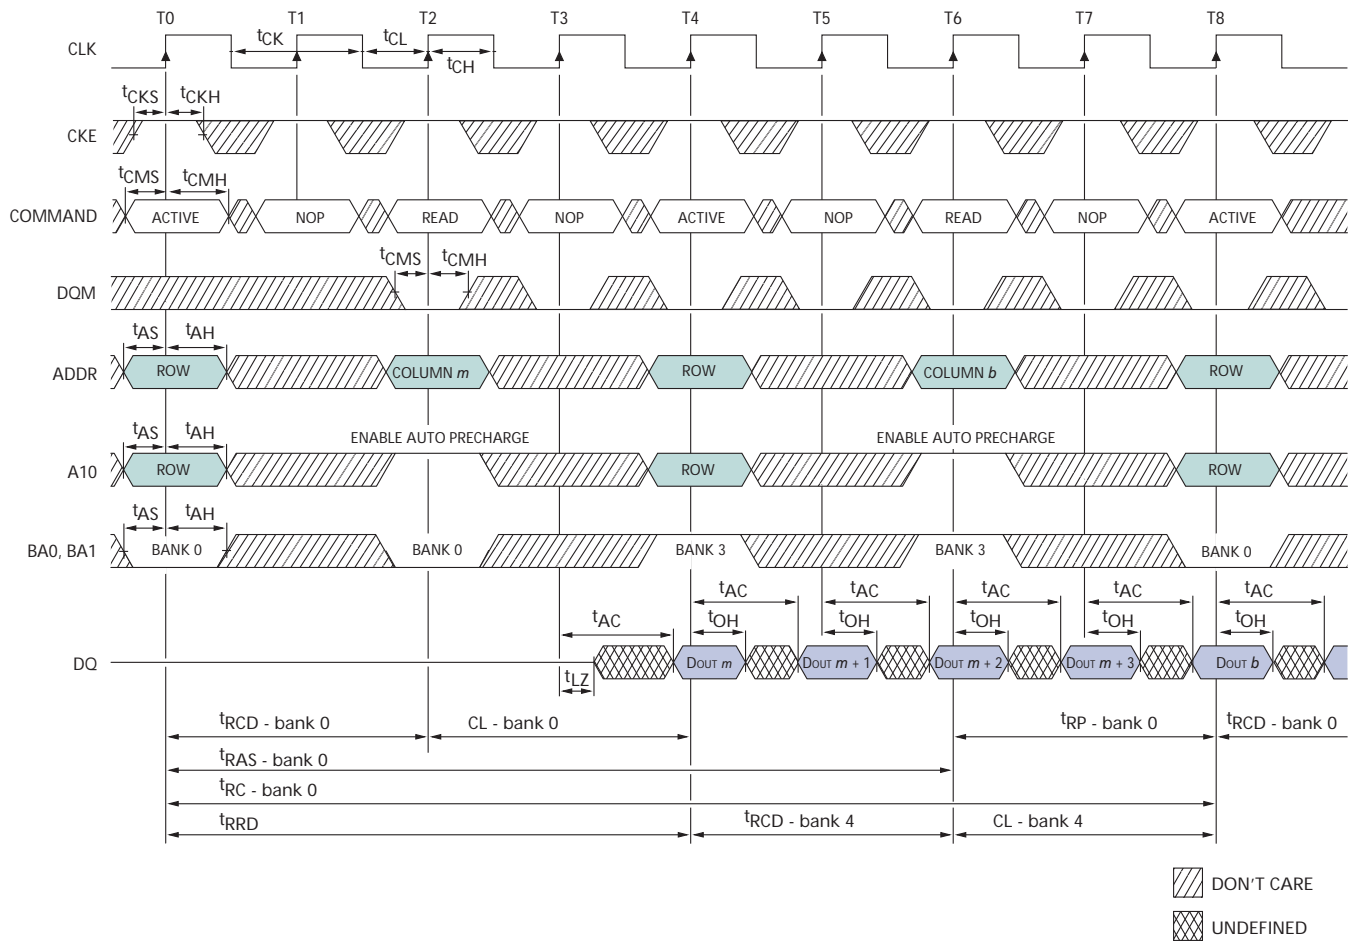 T0 T1 T2 T3 T4 T5 T6 T7 T8
CLK tCK tCL tCH
tCKS tCKH
CKE
tCMS tCMH
COMMAND ACTIVE NOP READ NOP ACTIVE NOP READ NOP ACTIVE
tCMS tCMH
DQM
tAS tAH
ADDR ROW COLUMN m ROW COLUMN b ROW
tAS tAH ENABLE AUTO PRECHARGE ENABLE AUTO PRECHARGE
A10 ROW ROW ROW
tAS tAH
BA0, BA1 BANK 0 BANK 0 BANK 3 BANK 3 BANK 0
tAC tAC tAC tAC tAC tAC
tOH tOH tOH tOH tOH
DQ DOUT m DOUT m + 1 DOUT m + 2 DOUT m + 3 DOUT b
tLZ
tRCD - bank 0 CL - bank 0 tRP - bank 0 tRCD - bank 0
tRAS - bank 0
tRC - bank 0
tRRD tRCD - bank 4 CL - bank 4
DON'T CARE
UNDEFINED